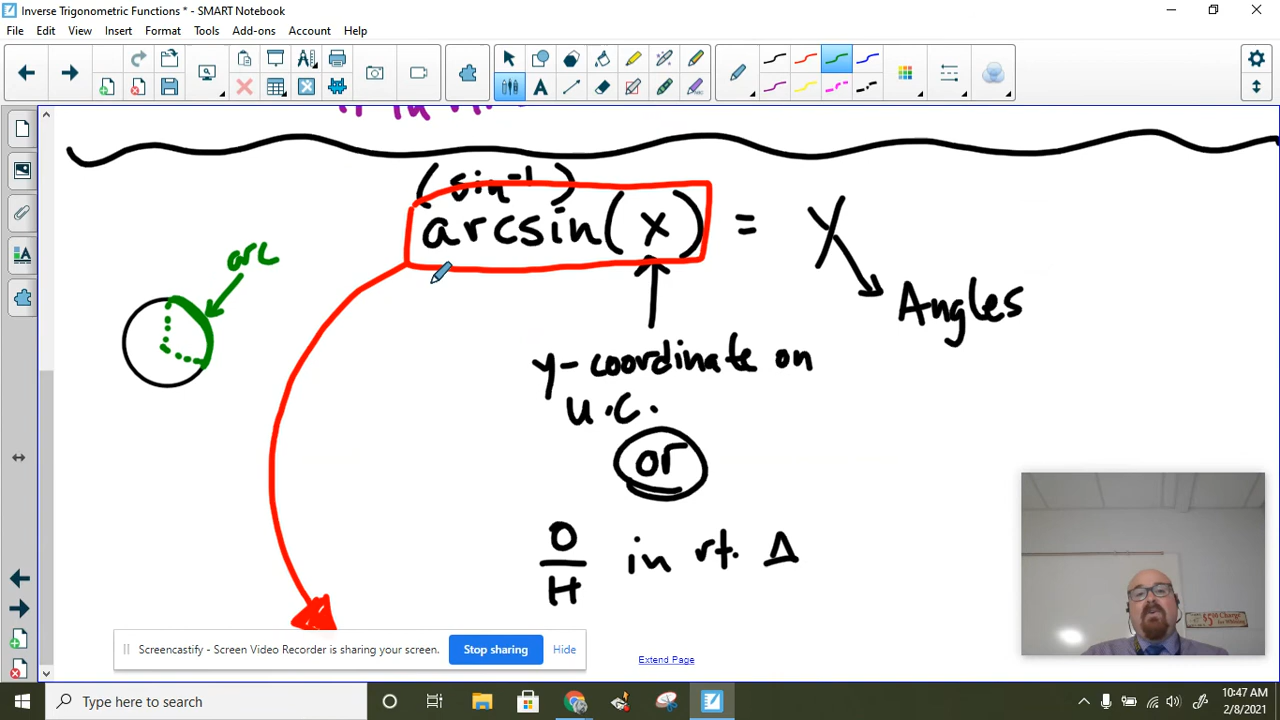 Inverse Trigonometric Functions * - SMART Notebook
File Edit View Insert Format Tools Add-ons Account Help
(sin⁻¹)
arcsin(x) = y
arc
Angles
y-coordinate on
U.C.
or
O
H
in rt. Δ
Screencastify - Screen Video Recorder is sharing your screen.
Stop sharing
Hide
Extend Page
Type here to search
10:47 AM
2/8/2021